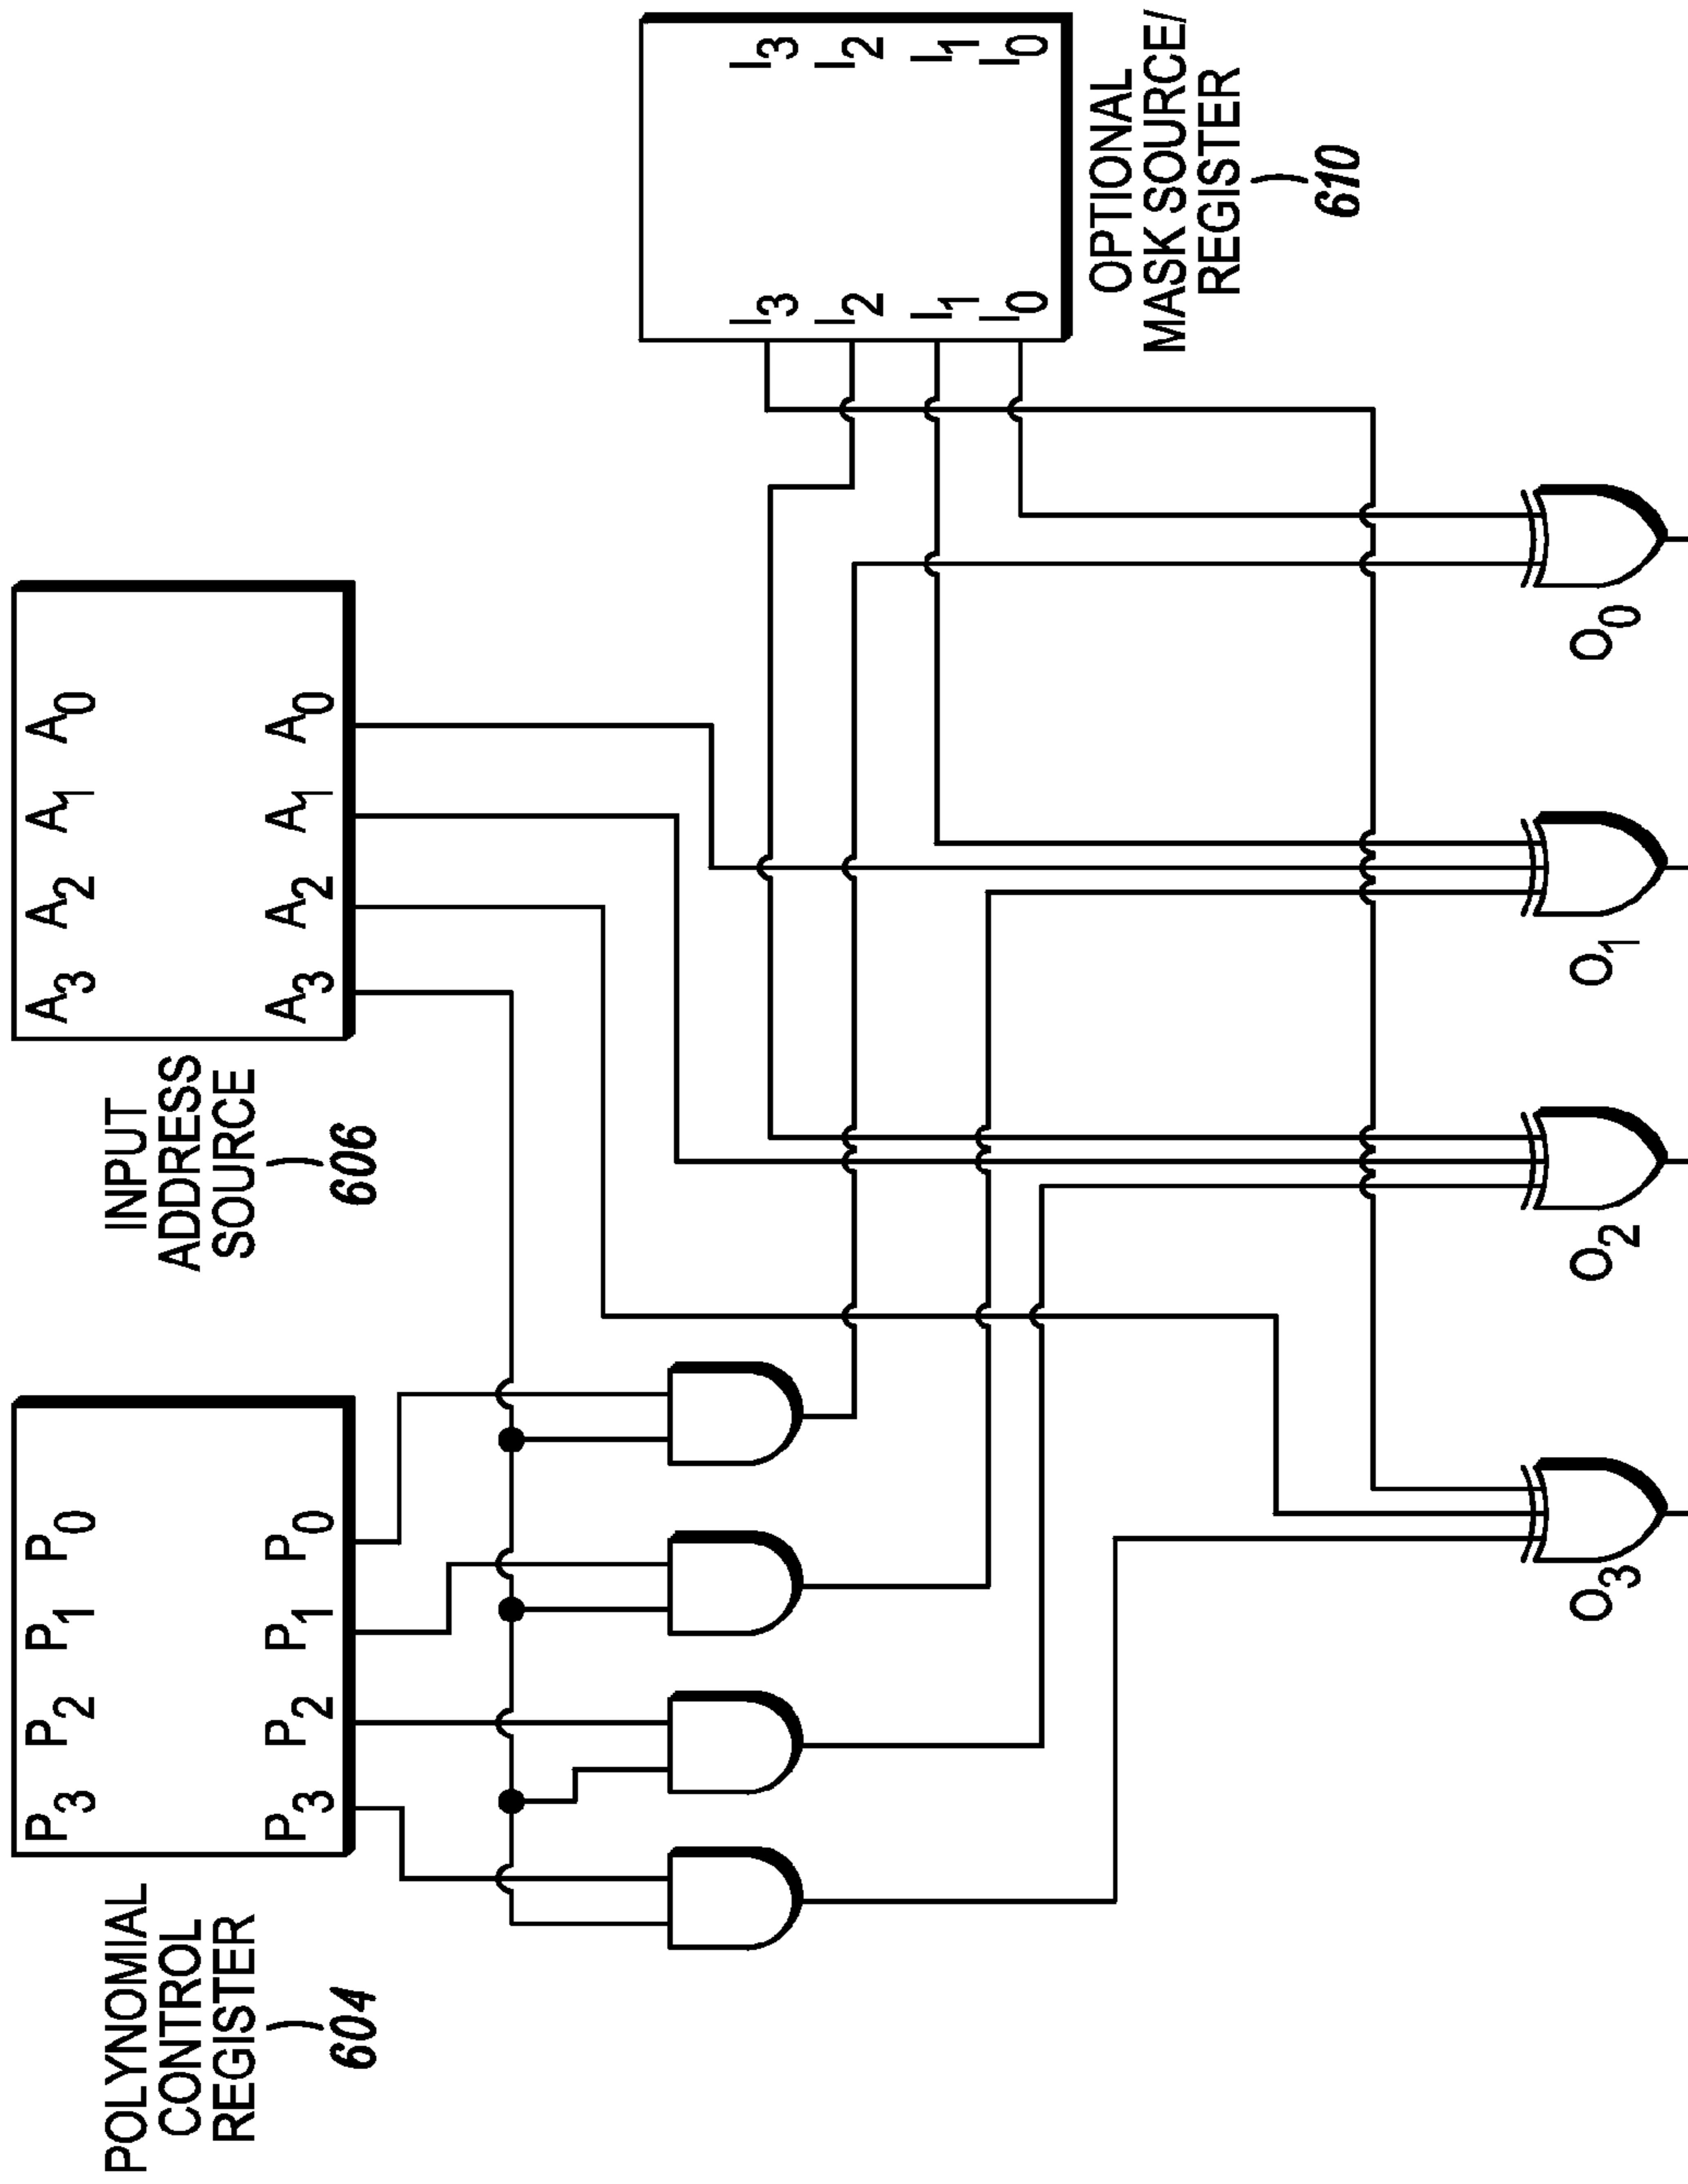 POLYNOMIAL
CONTROL
REGISTER
604
P3 P2 P1 P0
P3 P2 P1 P0
INPUT
ADDRESS
SOURCE
606
A3 A2 A1 A0
A3 A2 A1 A0
I3 I3
I2 I2
I1 I1
I0 I0
OPTIONAL
MASK SOURCE/
REGISTER
610
O3 O2 O1 O0